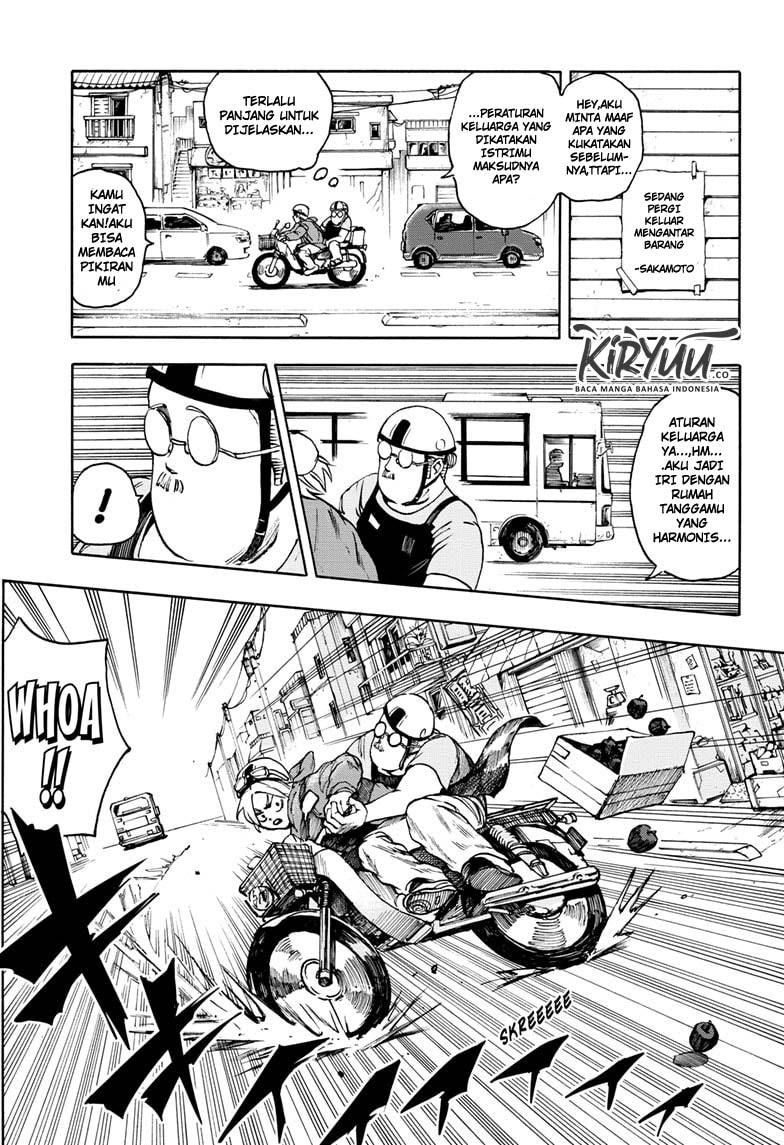 HEY,AKU
MINTA MAAF
APA YANG
KUKATAKAN
SEBELUM-
NYA,TTAPI...
SEDANG
PERGI
KELUAR
MENGANTAR
BARANG
-SAKAMOTO
...PERATURAN
KELUARGA YANG
DIKATAKAN
ISTRIMU
MAKSUDNYA
APA?
TERLALU
PANJANG UNTUK
DIJELASKAN...
KAMU
INGAT
KAN!AKU
BISA
MEMBACA
PIKIRAN
MU
KIRYUU.CO
BACA MANGA BAHASA INDONESIA
ATURAN
KELUARGA
YA...,HM...
.AKU JADI
IRI DENGAN
RUMAH
TANGGAMU
YANG
HARMONIS...
!
WHOA
!!
SKREEEEE